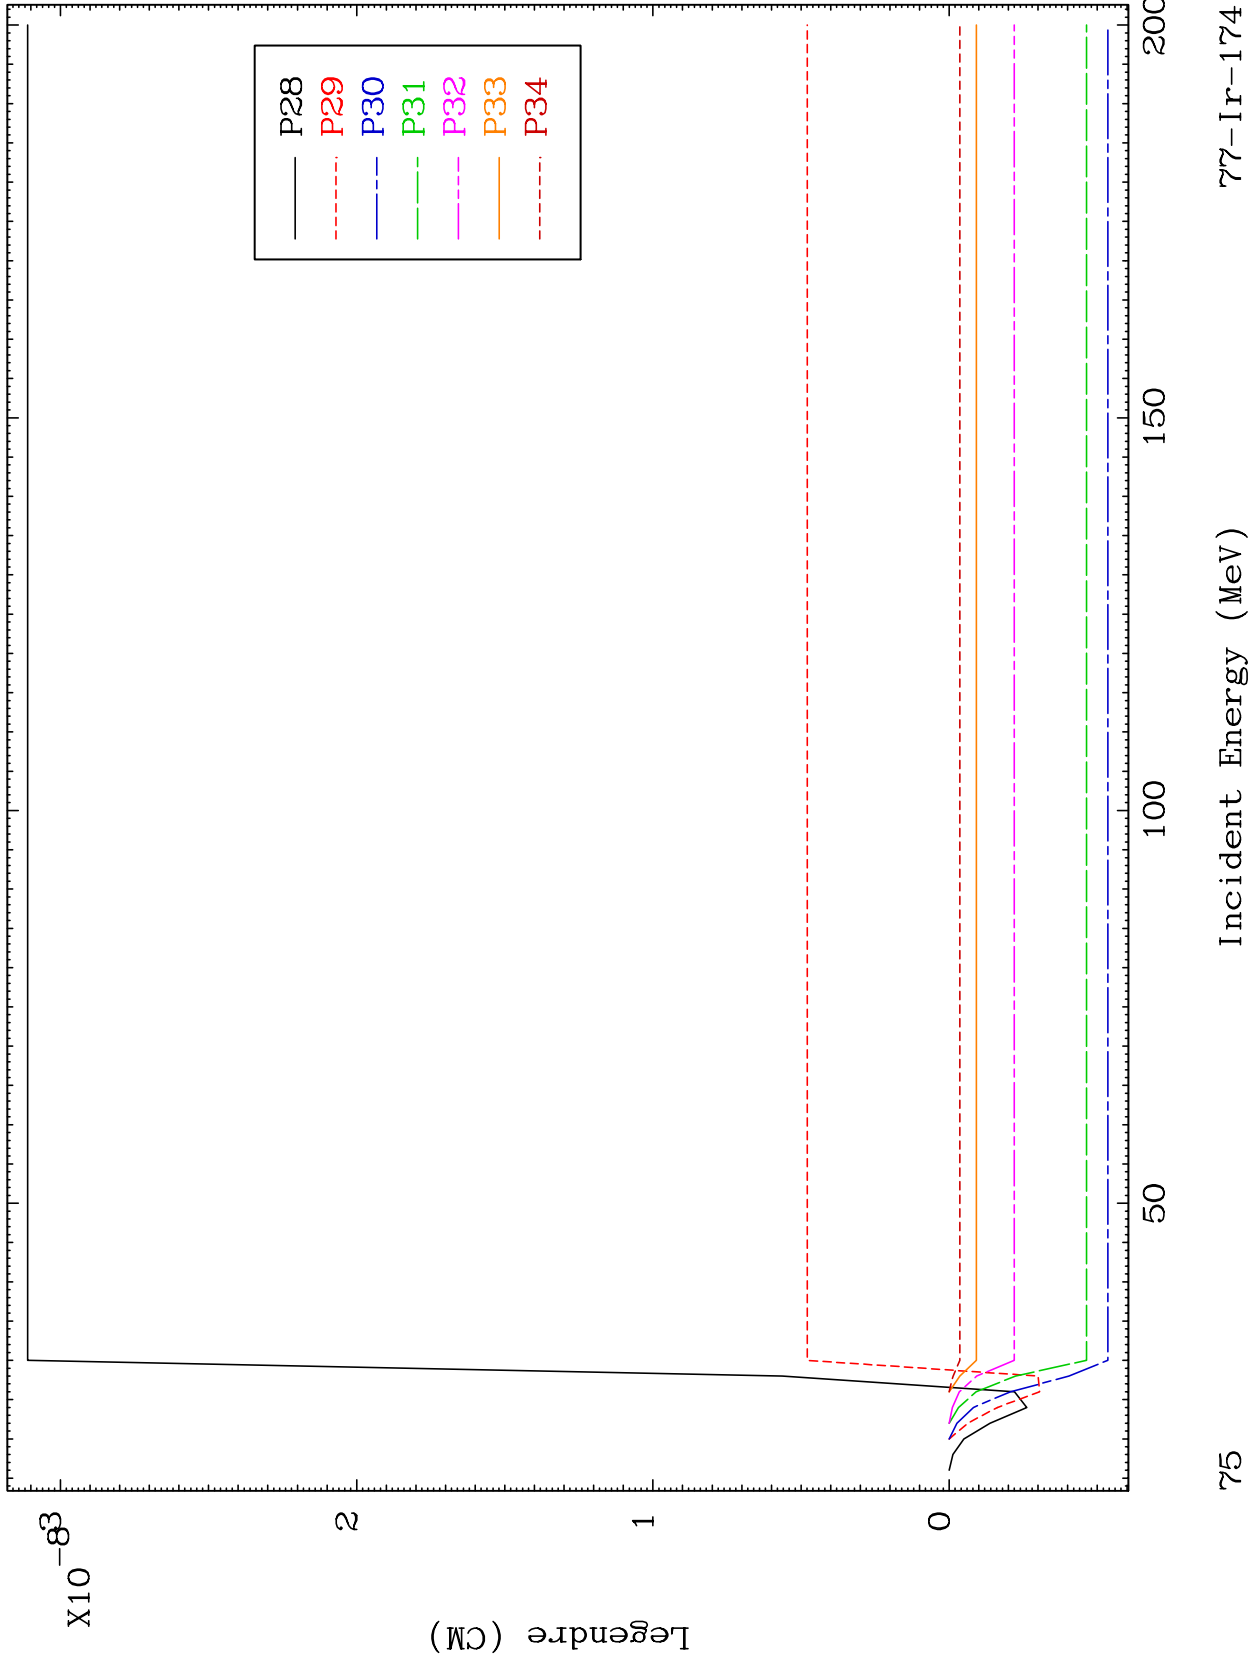 X10
-8
3
2
1
0
Legendre (CM)
P28
P29
P30
P31
P32
P33
P34
50
100
150
200
Incident Energy (MeV)
75
77-Ir-174